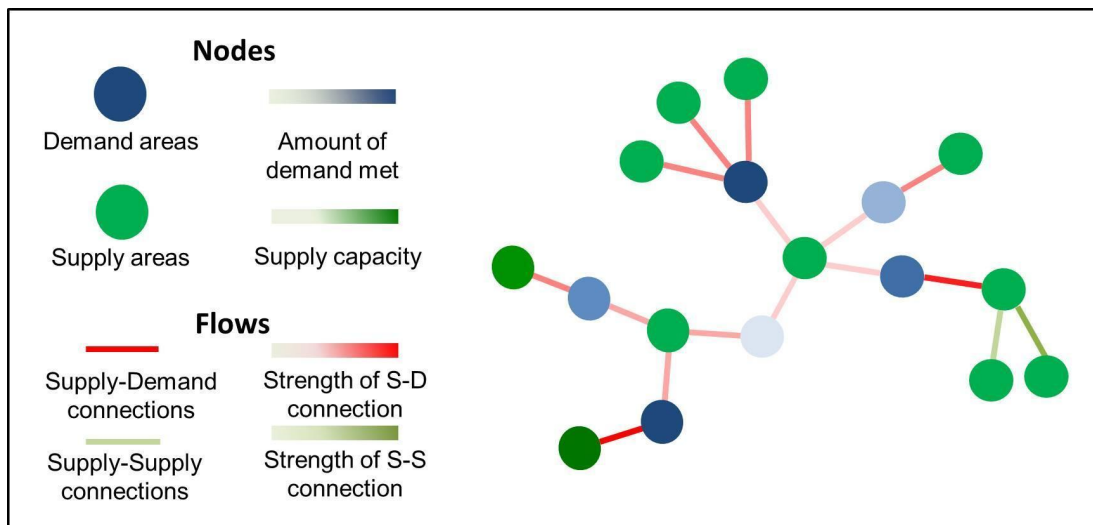 Nodes
Demand areas
Amount of
demand met
Supply areas
Supply capacity
Flows
Supply-Demand
connections
Strength of S-D
connection
Supply-Supply
connections
Strength of S-S
connection